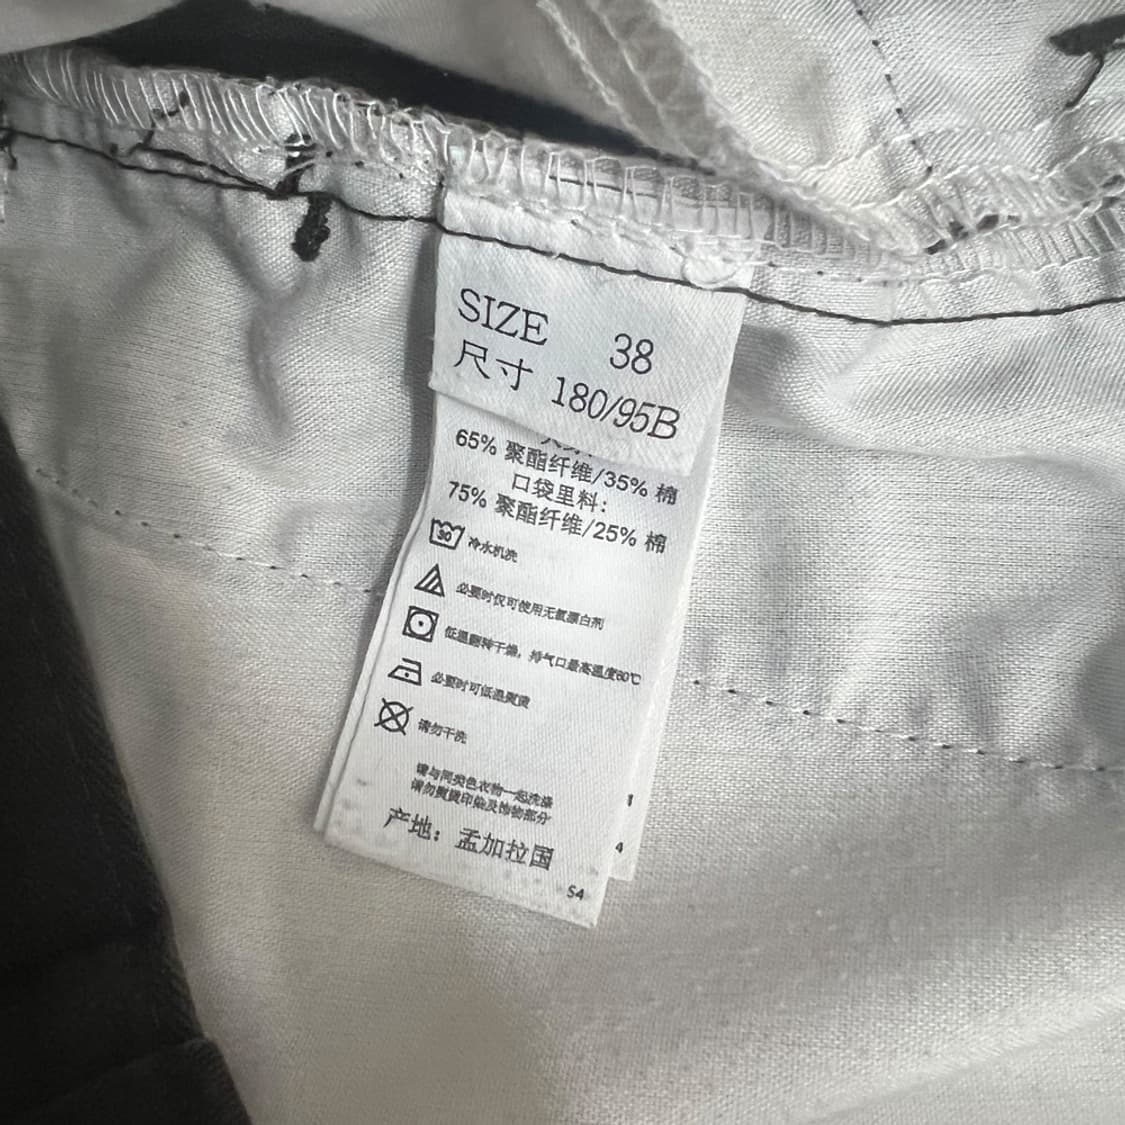 SIZE 38
尺寸 180/95B
65% 聚酯纤维/35% 棉
口袋里料:
75% 聚酯纤维/25% 棉
30 冷水机洗
必要时仅可使用无氯漂白剂
低温翻转干燥，排气口最高温度60℃
必要时可低温熨烫
请勿干洗
请与同类色衣物一起洗涤
请勿熨烫印染及饰物部分
产地: 孟加拉国
S4
4